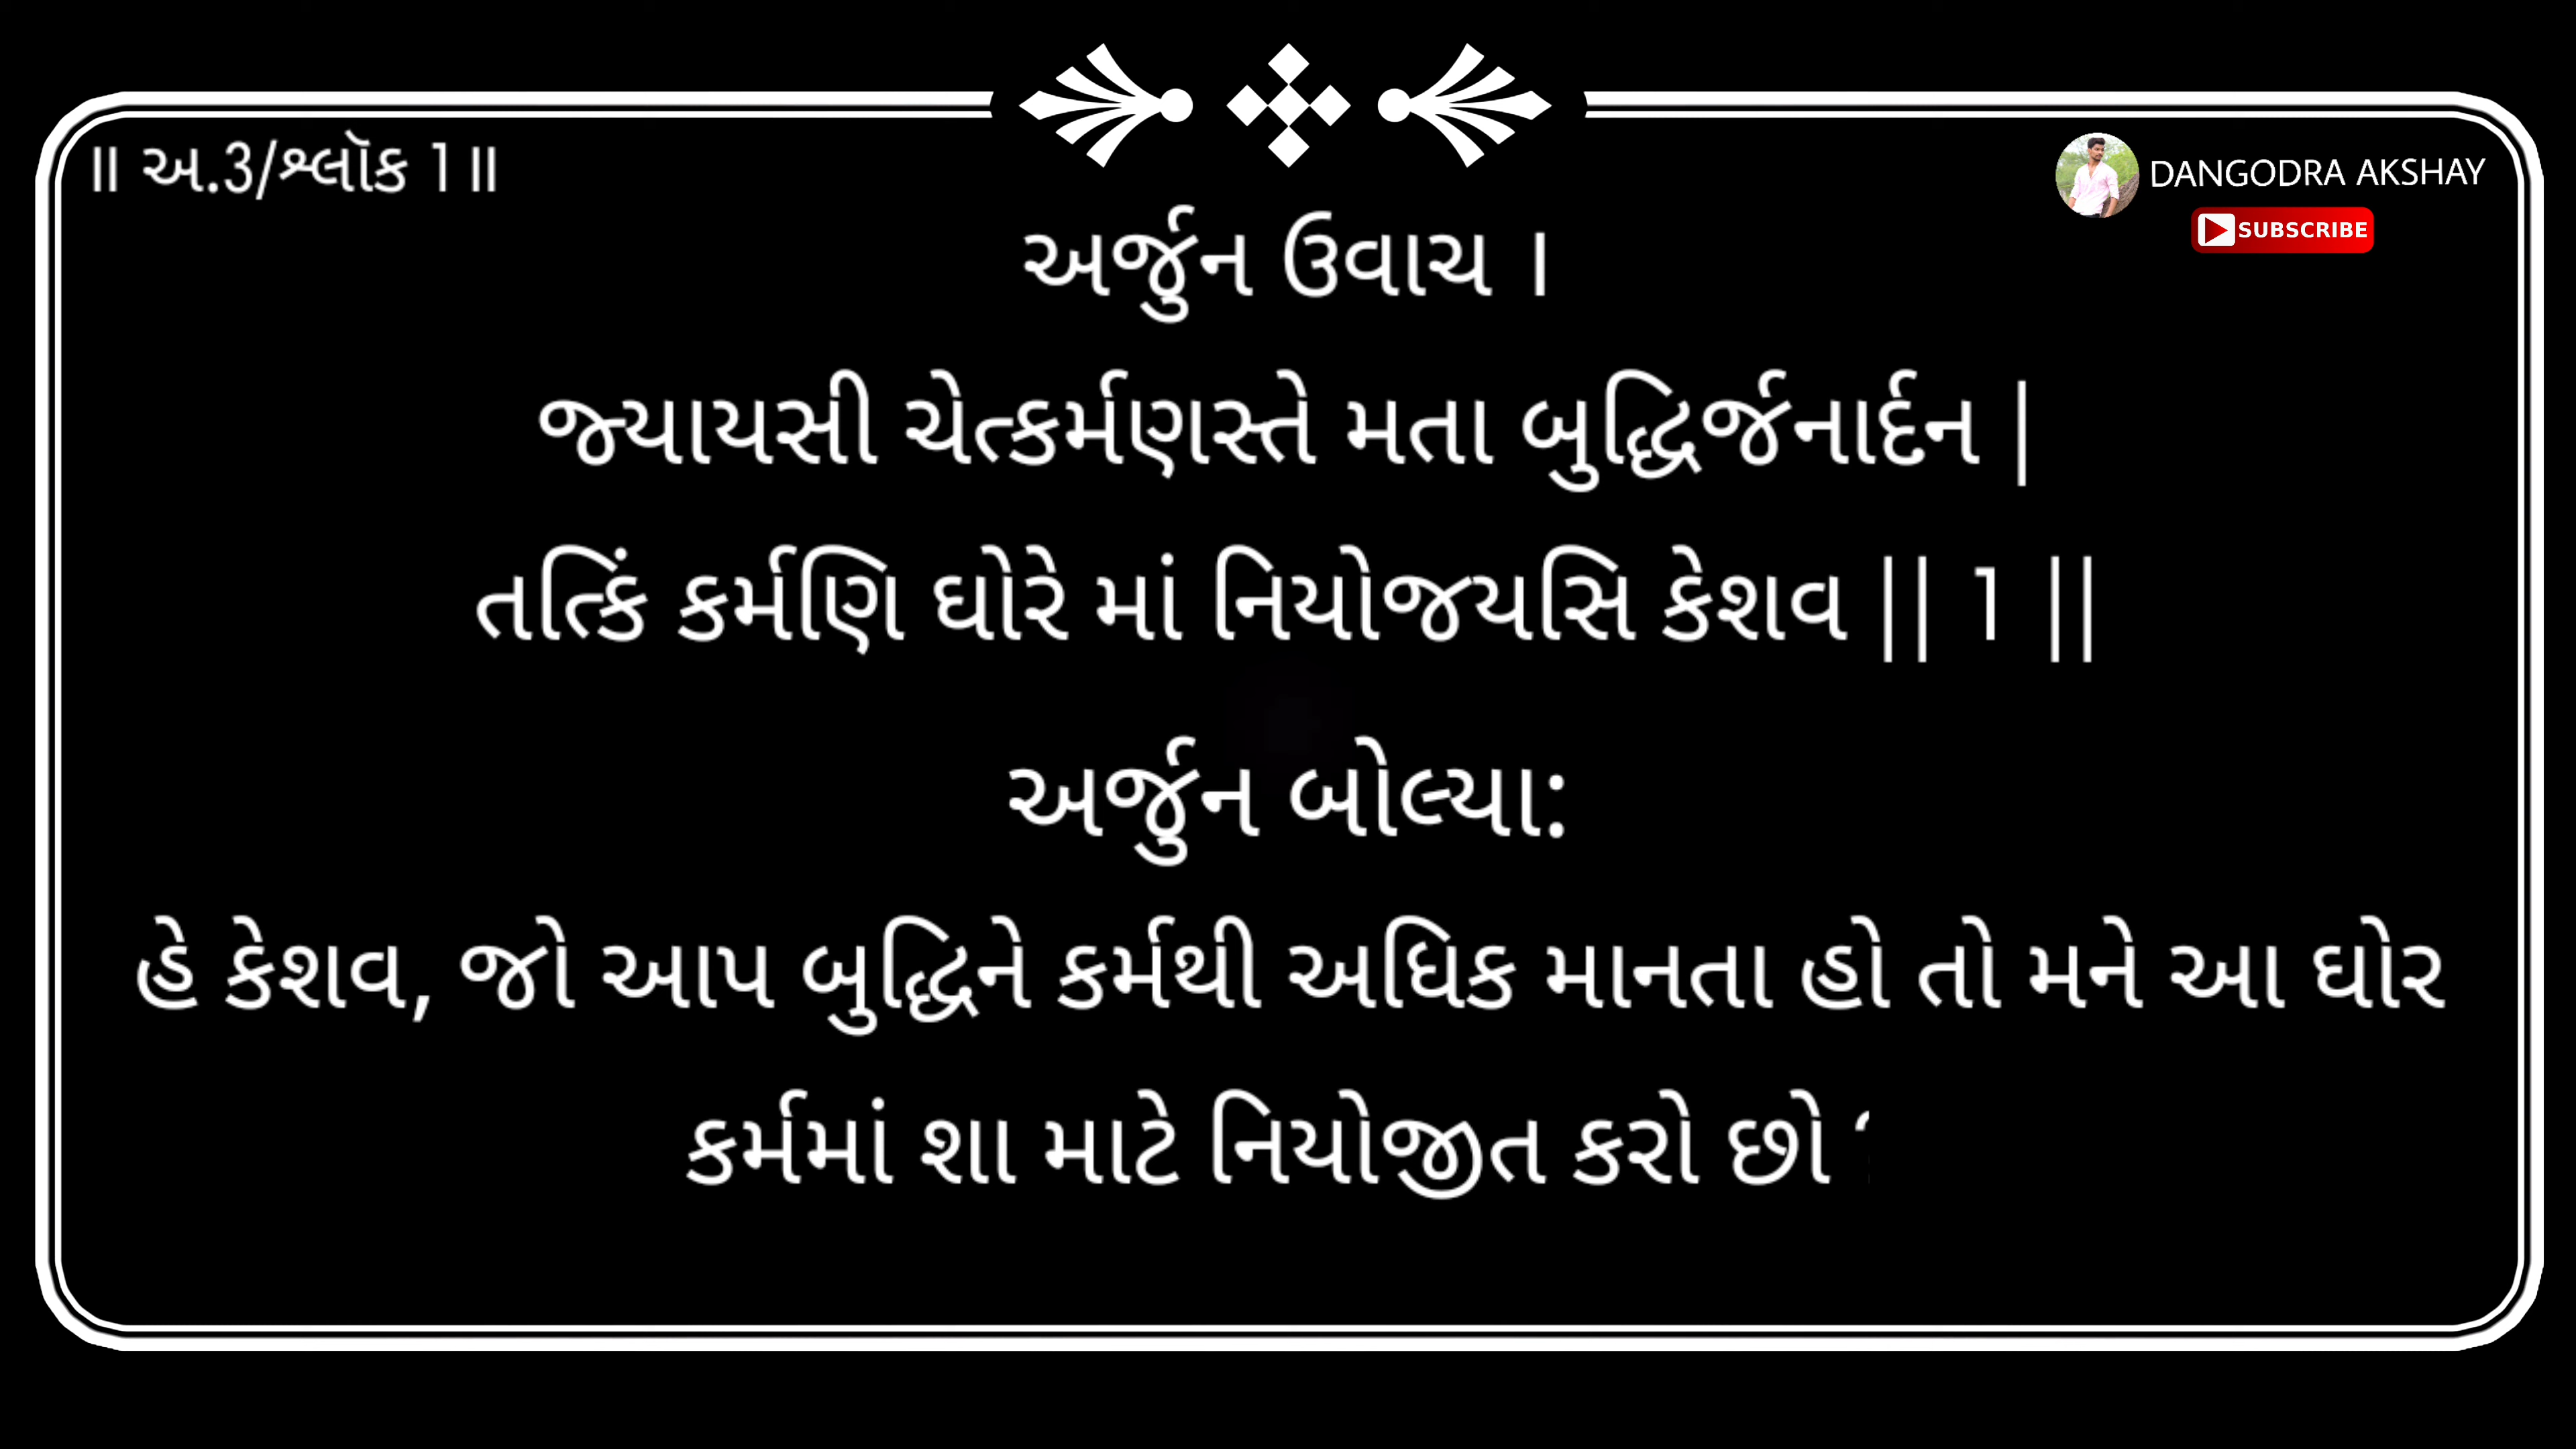 ॥ અ.3/શ્લૉક 1॥
DANGODRA AKSHAY
SUBSCRIBE
અર્જુન ઉવાચ ।
જ્યાયસી ચેત્કર્મણસ્તે મતા બુદ્ધિર્જનાર્દન |
તત્કિં કર્મણિ ઘોરે માં નિયોજયસિ કેશવ || 1 ||
અર્જુન બોલ્યા:
હે કેશવ, જો આપ બુદ્ધિને કર્મથી અધિક માનતા હો તો મને આ ઘોર
કર્મમાં શા માટે નિયોજીત કરો છો